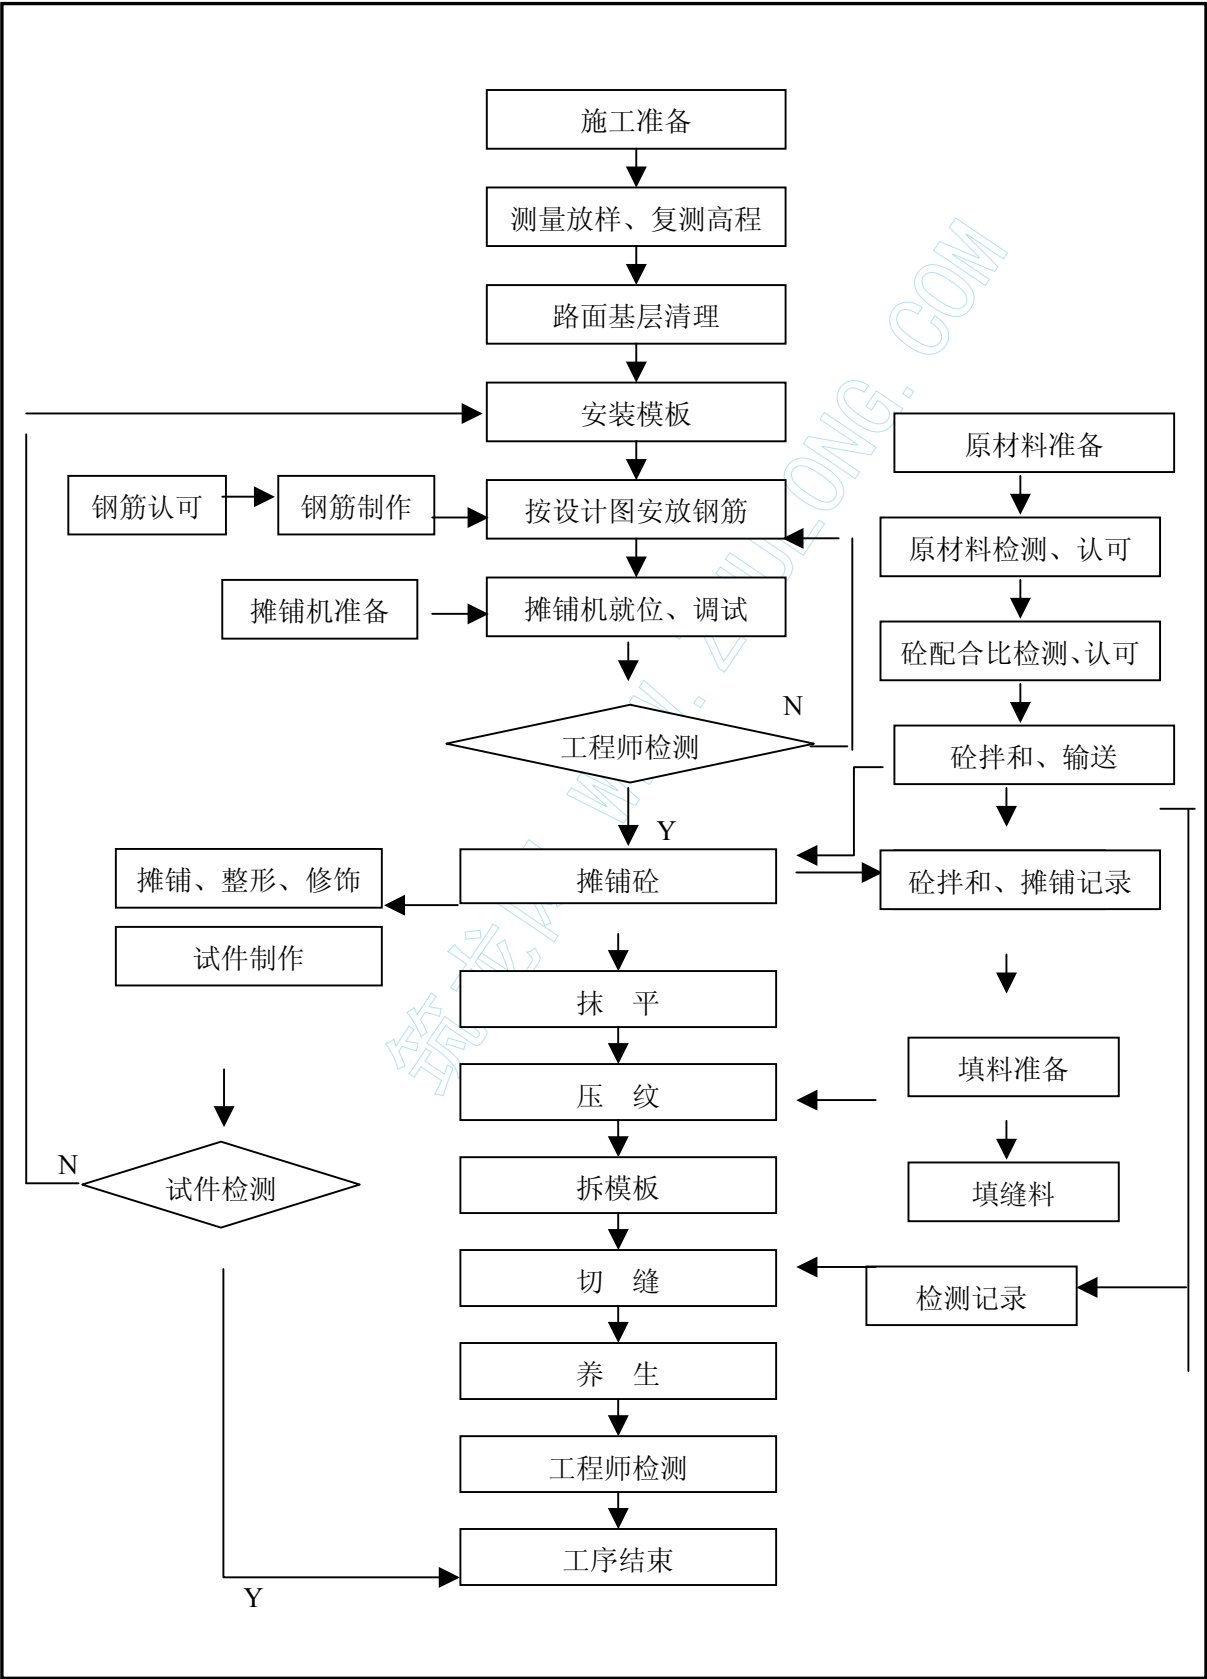 施工准备
测量放样、复测高程
路面基层清理
安装模板
原材料准备
钢筋认可
钢筋制作
按设计图安放钢筋
原材料检测、认可
摊铺机准备
摊铺机就位、调试
砼配合比检测、认可
N
工程师检测
砼拌和、输送
Y
摊铺、整形、修饰
摊铺砼
砼拌和、摊铺记录
试件制作
抹 平
填料准备
压 纹
N
试件检测
拆模板
填缝料
切 缝
检测记录
养 生
工程师检测
工序结束
Y
筑龙网 WWW.ZHULONG.COM